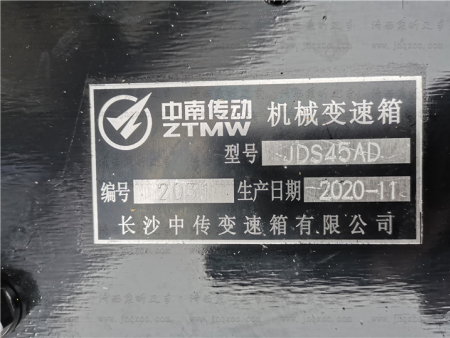 中南传动 机械变速箱
ZTMW
型号 JDS45AD
编号 生产日期 2020-11
长沙中传变速箱有限公司